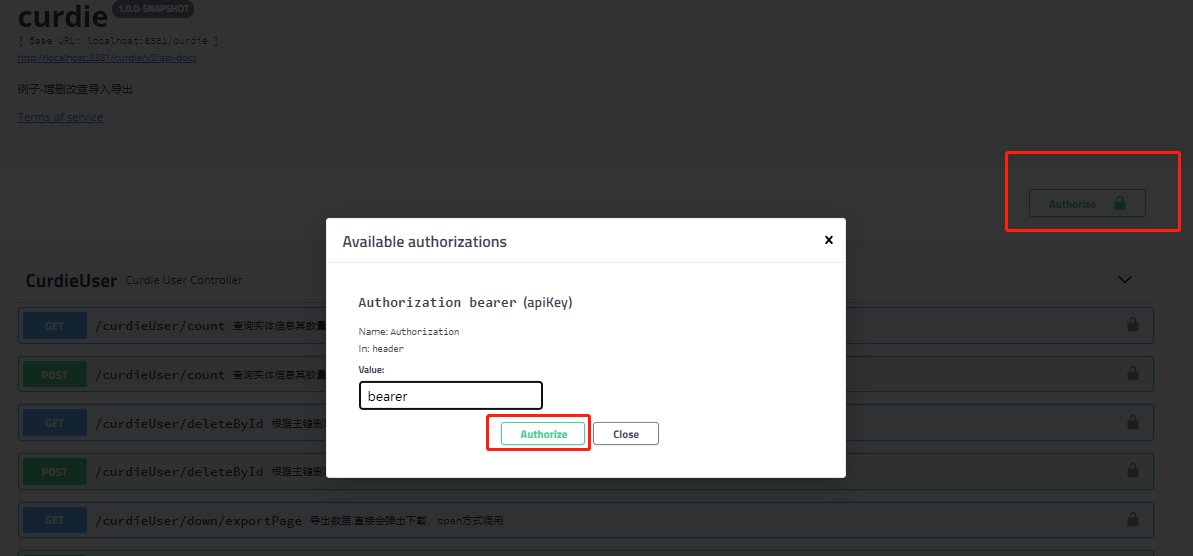 curdie 1.0.0-SNAPSHOT
[ Base URL: localhost:8381/curdie ]
http://localhost:8381/curdie/v2/api-docs
例子-增删改查导入导出
Terms of service
Authorize
Available authorizations
×
Authorization bearer (apiKey)
Name: Authorization
In: header
Value:
bearer
Authorize Close
CurdieUser Curdie User Controller
GET /curdieUser/count 查询实体信息其数量
POST /curdieUser/count 查询实体信息其数量
GET /curdieUser/deleteById 根据主键删
POST /curdieUser/deleteById 根据主键删
GET /curdieUser/down/exportPage 导出数据,直接会弹出下载，open方式调用